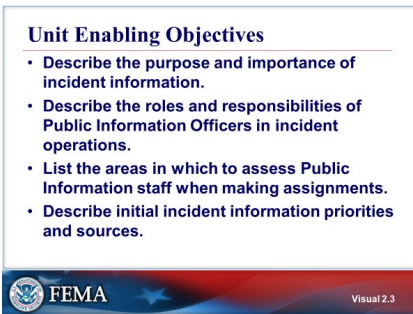 Unit Enabling Objectives
• Describe the purpose and importance of
incident information.
• Describe the roles and responsibilities of
Public Information Officers in incident
operations.
• List the areas in which to assess Public
Information staff when making assignments.
• Describe initial incident information priorities
and sources.
FEMA
Visual 2.3